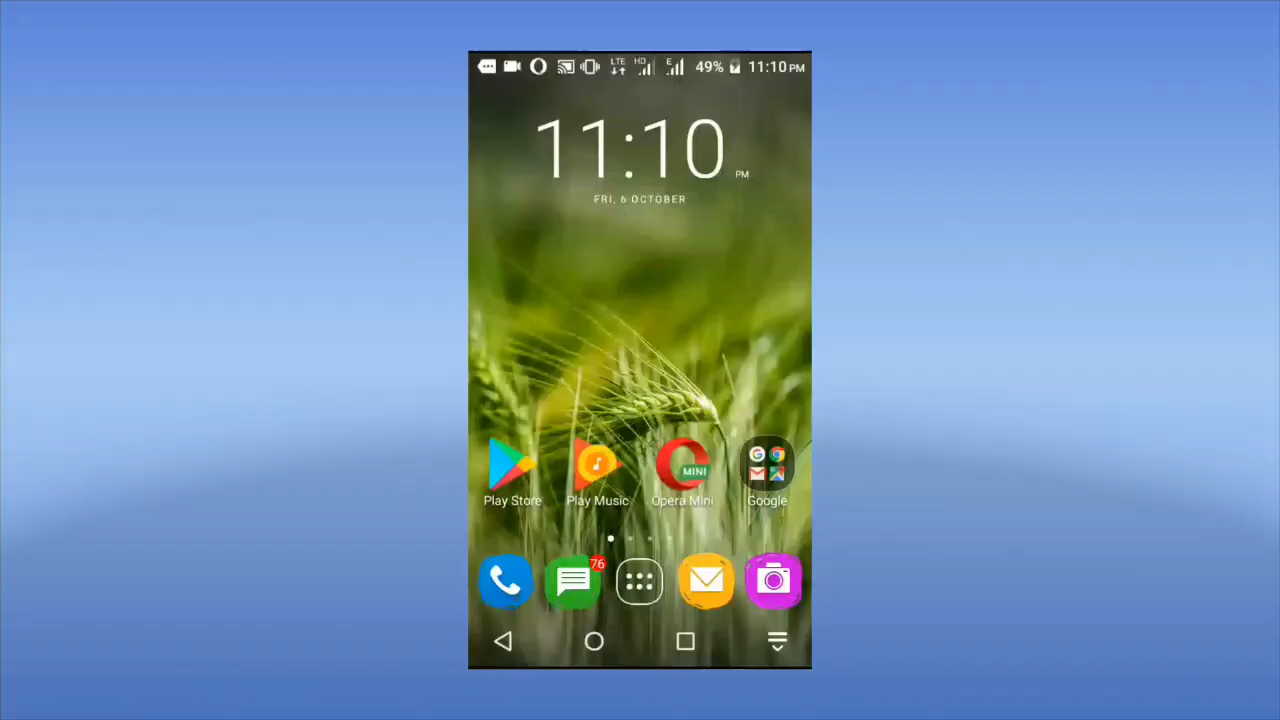 LTE HD E 49% 11:10 PM
11:10 PM
FRI, 6 OCTOBER
MINI
Play Store Play Music Opera Mini Google
76